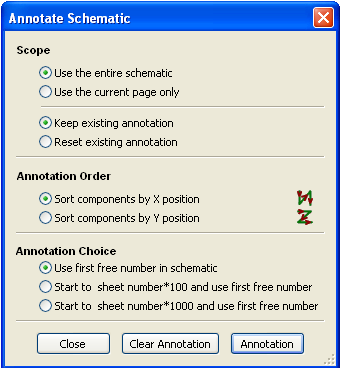 Annotate Schematic
Scope
Use the entire schematic
Use the current page only
Keep existing annotation
Reset existing annotation
Annotation Order
Sort components by X position
Sort components by Y position
Annotation Choice
Use first free number in schematic
Start to  sheet number*100 and use first free number
Start to  sheet number*1000 and use first free number
Close Clear Annotation Annotation